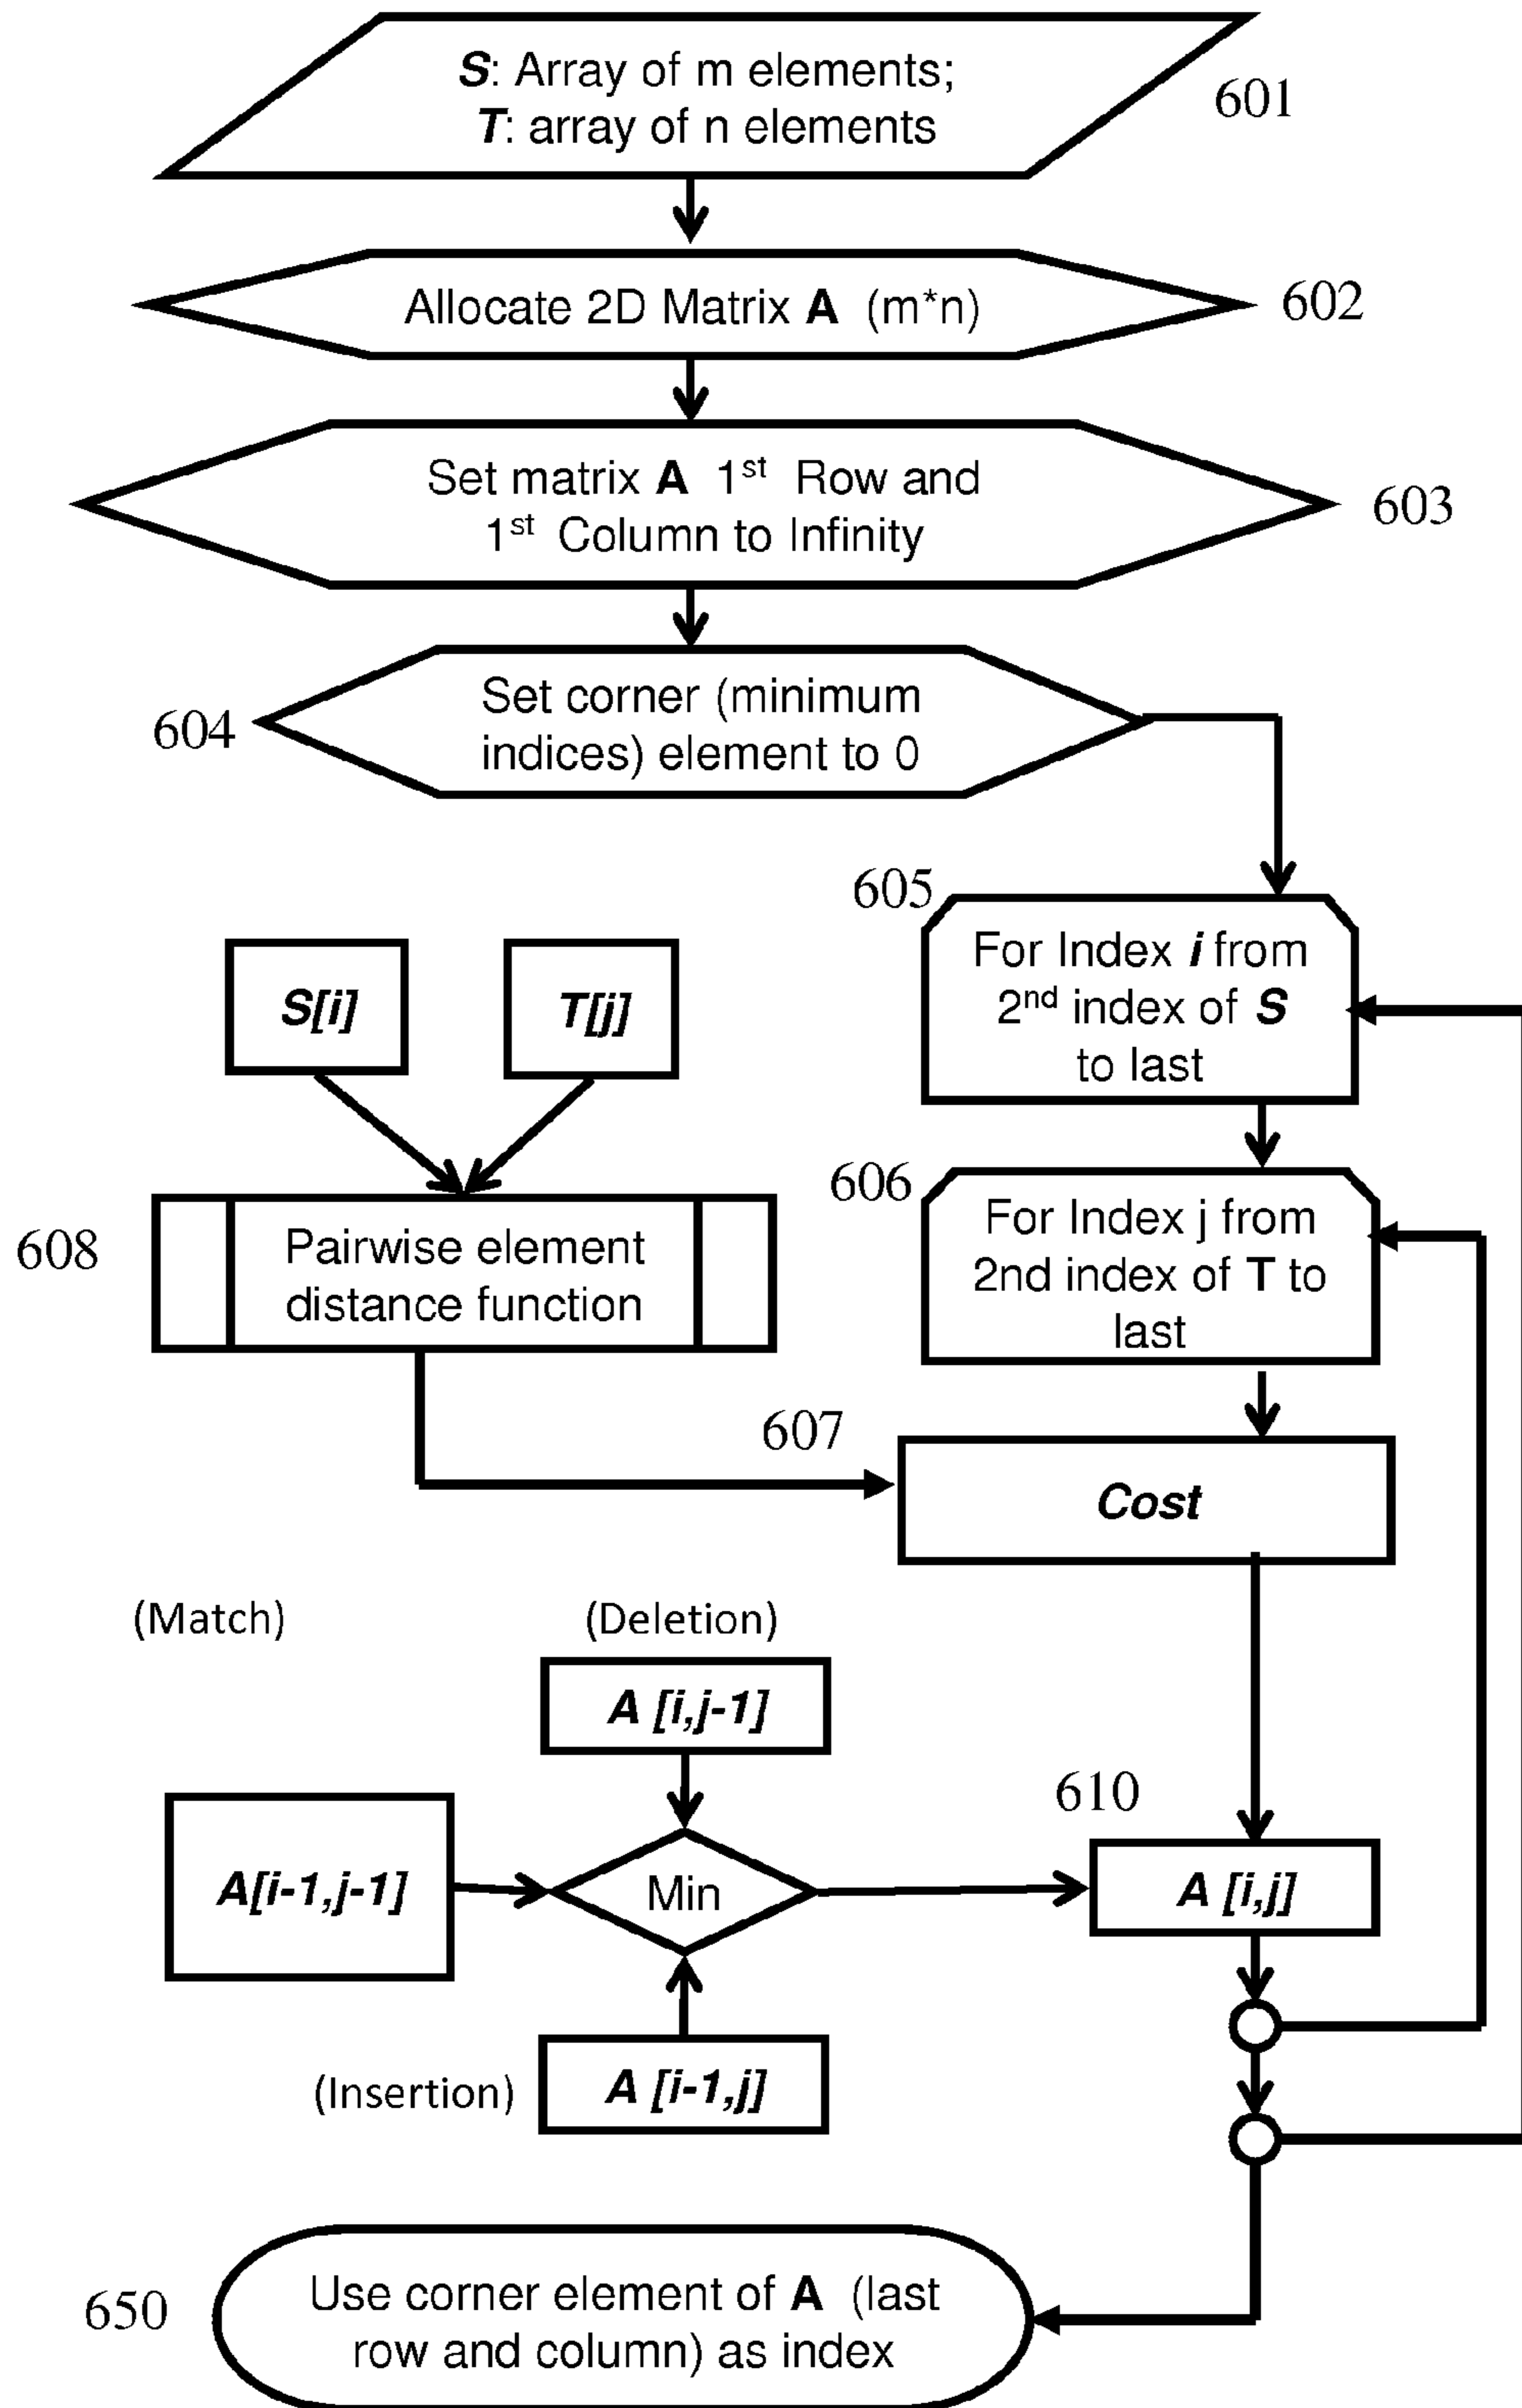 S: Array of m elements;
T: array of n elements
601
Allocate 2D Matrix A (m*n)
602
Set matrix A 1st Row and
1st Column to Infinity
603
604
Set corner (minimum
indices) element to 0
605
For Index i from
2nd index of S
to last
S[i]
T[j]
606
For Index j from
2nd index of T to
last
608
Pairwise element
distance function
607
Cost
(Match)
(Deletion)
A [i,j-1]
610
A[i-1,j-1]
Min
A [i,j]
(Insertion)
A [i-1,j]
650
Use corner element of A (last
row and column) as index